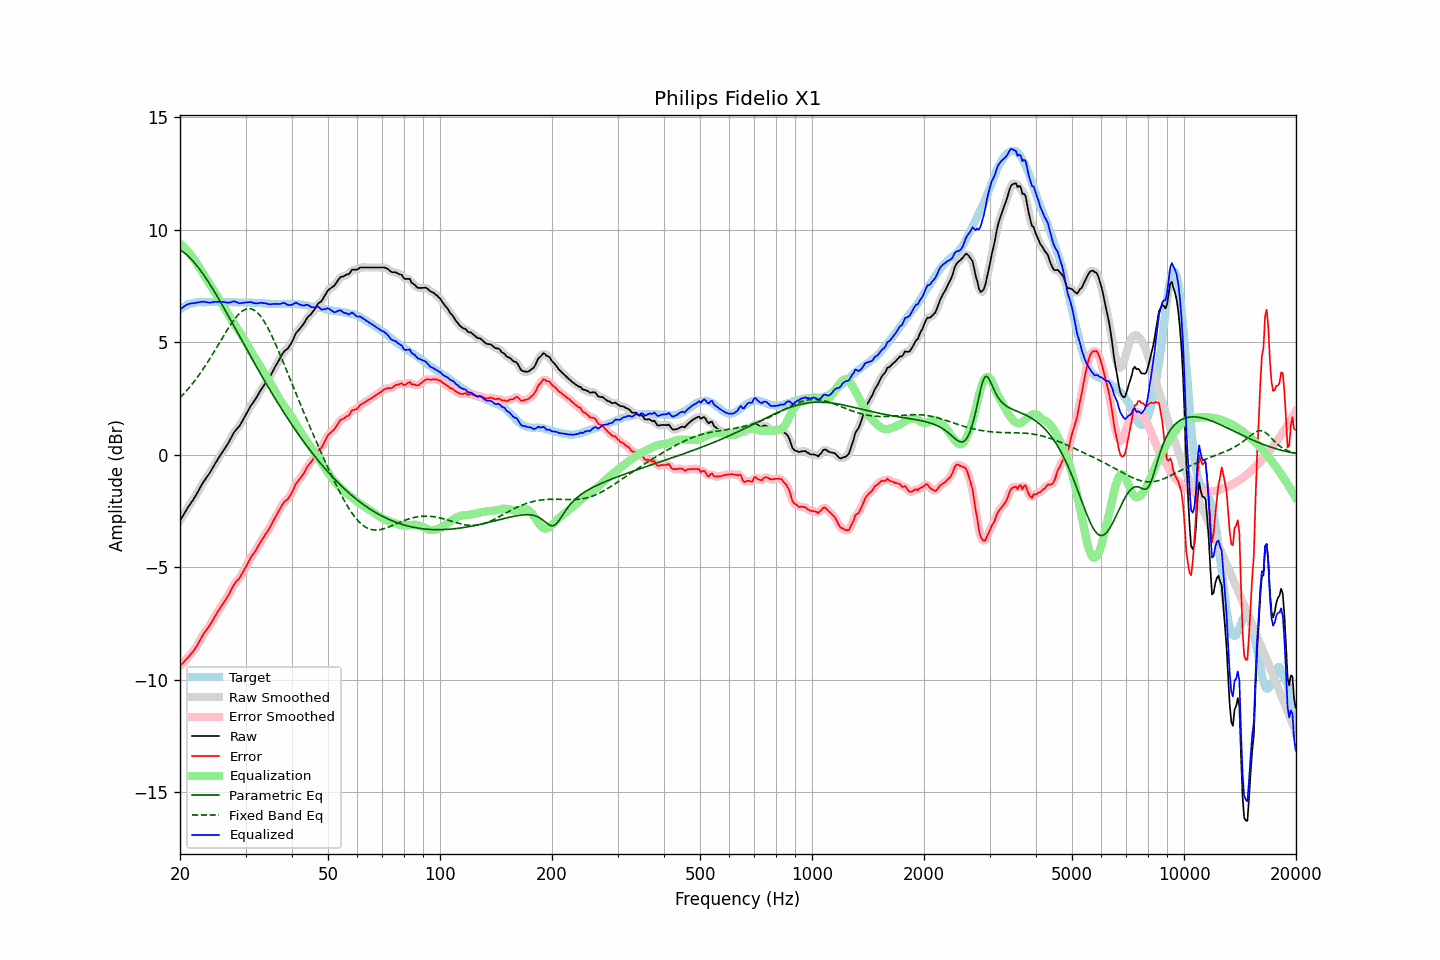 Philips Fidelio X1
Amplitude (dBr)
15
10
5
0
−5
−10
−15
Target
Raw Smoothed
Error Smoothed
Raw
Error
Equalization
Parametric Eq
Fixed Band Eq
Equalized
20 50 100 200 500 1000 2000 5000 10000 20000
Frequency (Hz)